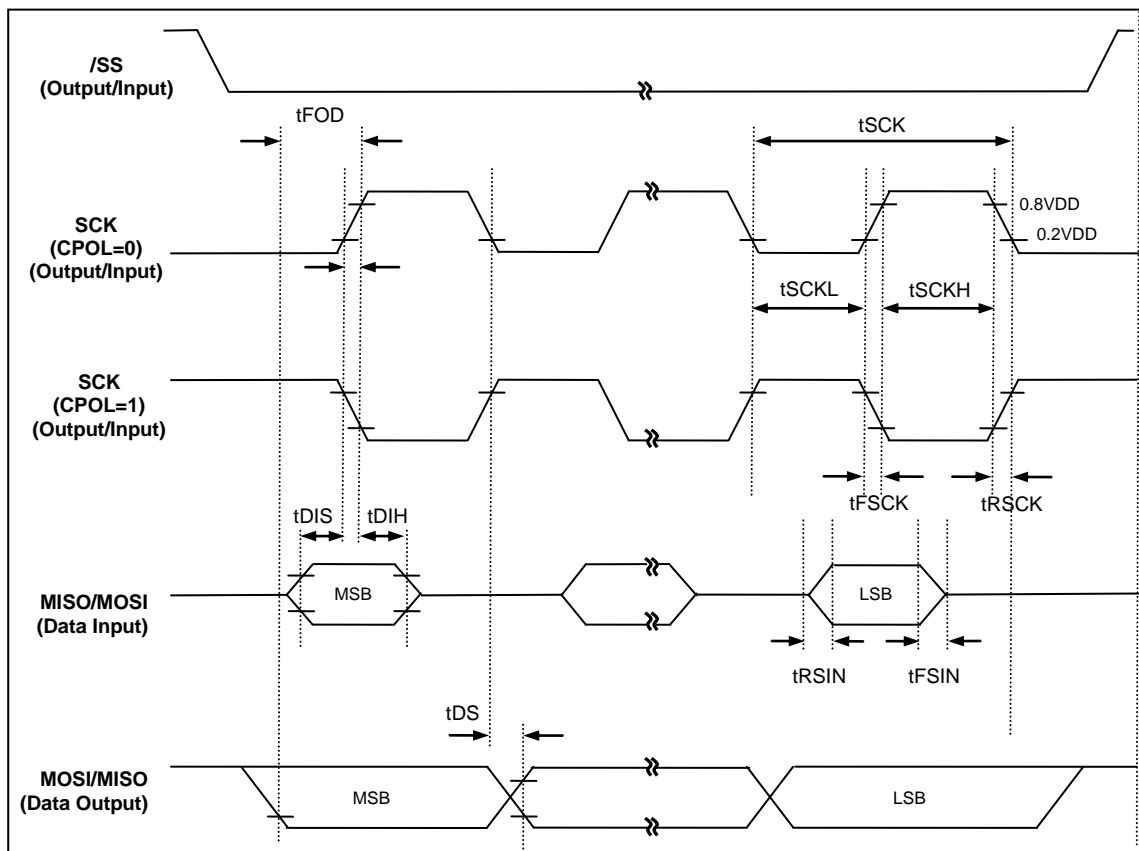 /SS
(Output/Input)
tFOD
tSCK
SCK
(CPOL=0)
(Output/Input)
0.8VDD
0.2VDD
tSCKL
tSCKH
SCK
(CPOL=1)
(Output/Input)
tFSCK
tRSCK
tDIS
tDIH
MISO/MOSI
(Data Input)
MSB
LSB
tRSIN
tFSIN
tDS
MOSI/MISO
(Data Output)
MSB
LSB